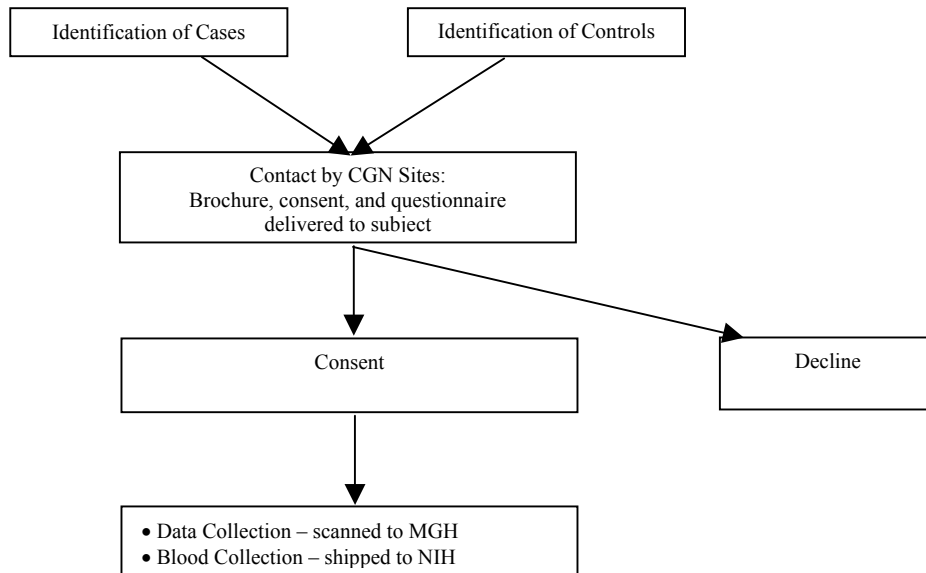 Identification of Cases
Identification of Controls
Contact by CGN Sites:
Brochure, consent, and questionnaire
delivered to subject
Consent
Decline
• Data Collection – scanned to MGH
• Blood Collection – shipped to NIH